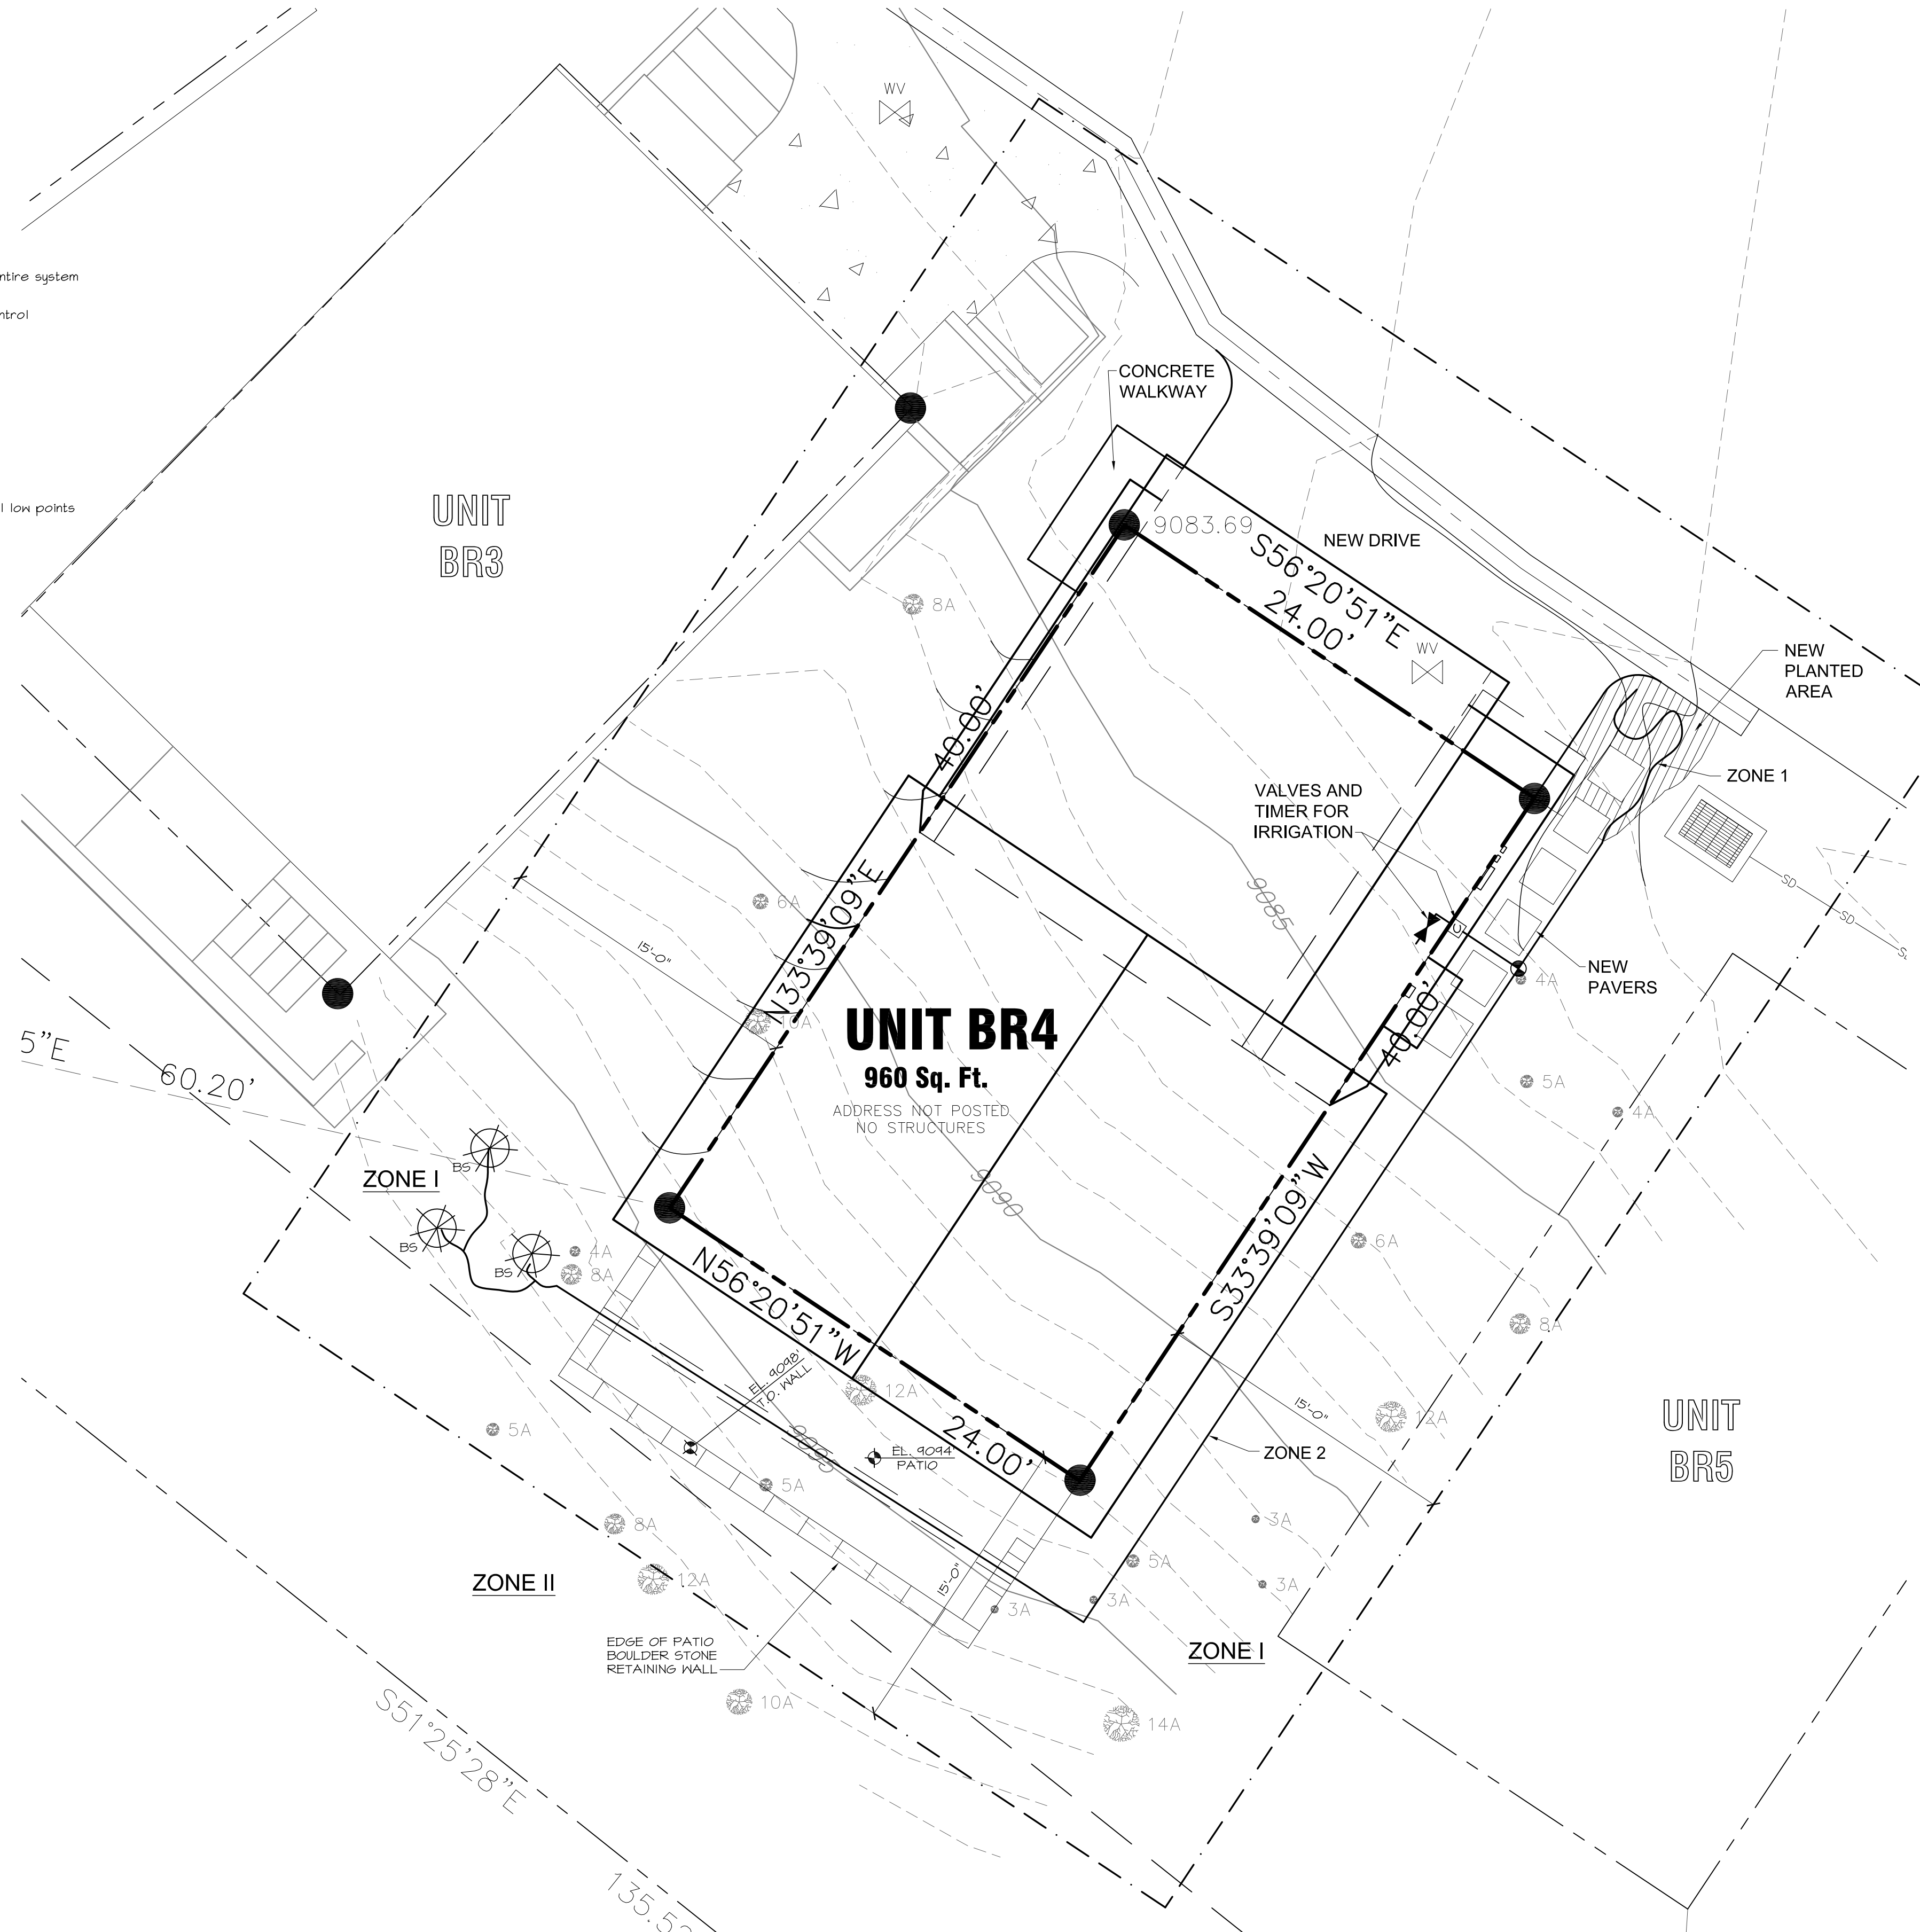 WV
ntire system
ntrol
CONCRETE
WALKWAY
l low points
UNIT
BR3
9083.69
NEW DRIVE
S56°20'51"E
24.00'
8A
WV
NEW
PLANTED
AREA
40.00'
ZONE 1
VALVES AND
TIMER FOR
IRRIGATION
SD
SD
6A
9085
N33°39'09"E
15'-0"
NEW
PAVERS
4A
10A
UNIT BR4
960 Sq. Ft.
ADDRESS NOT POSTED
NO STRUCTURES
40.00'
5"E
60.20'
5A
4A
BS
ZONE I
9090
S33°39'09"W
BS
BS
4A
8A
6A
N56°20'51"W
8A
EL. 9098'
T.O. WALL
12A
15'-0"
12A
UNIT
BR5
5A
24.00'
EL. 9094'
PATIO
ZONE 2
9095
5A
8A
3A
5A
12A
15'-0"
3A
3A
3A
ZONE II
EDGE OF PATIO
BOULDER STONE
RETAINING WALL
ZONE I
10A
14A
S51°25'28"E
135.5